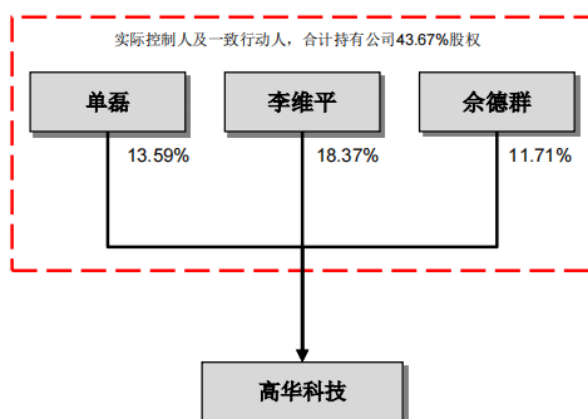 实际控制人及一致行动人，合计持有公司43.67%股权
单磊 李维平 佘德群
13.59% 18.37% 11.71%
高华科技